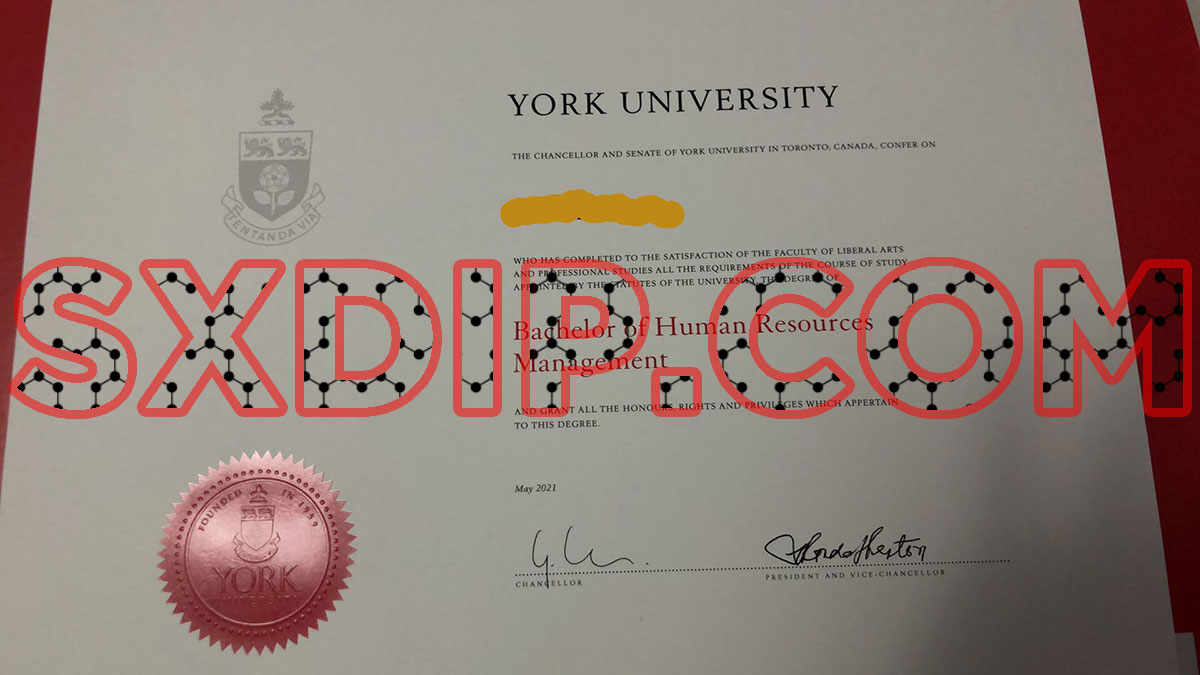 YORK UNIVERSITY
THE CHANCELLOR AND SENATE OF YORK UNIVERSITY IN TORONTO, CANADA, CONFER ON
TENTANDA VIA
WHO HAS COMPLETED TO THE SATISFACTION OF THE FACULTY OF LIBERAL ARTS
AND PROFESSIONAL STUDIES ALL THE REQUIREMENTS OF THE COURSE OF STUDY
APPOINTED BY THE STATUTES OF THE UNIVERSITY, THE DEGREE OF
SXDIP.COM
Bachelor of Human Resources
Management
AND GRANT ALL THE HONOURS, RIGHTS AND PRIVILEGES WHICH APPERTAIN
TO THIS DEGREE.
FOUNDED IN 1959
YORK
May 2021
CHANCELLOR
PRESIDENT AND VICE-CHANCELLOR